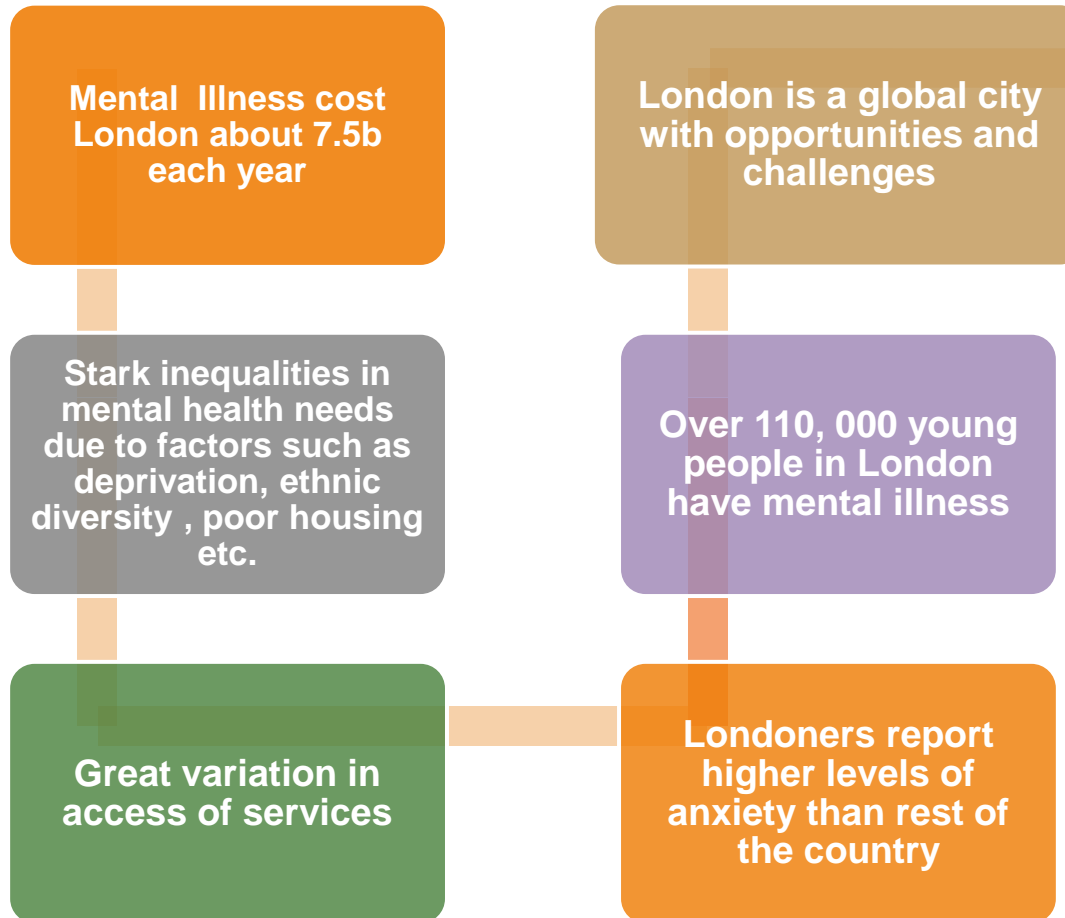 Mental  Illness cost
London about 7.5b
each year
Stark inequalities in
mental health needs
due to factors such as
deprivation, ethnic
diversity , poor housing
etc.
Great variation in
access of services
Londoners report
higher levels of
anxiety than rest of
the country
Over 110, 000 young
people in London
have mental illness
London is a global city
with opportunities and
challenges